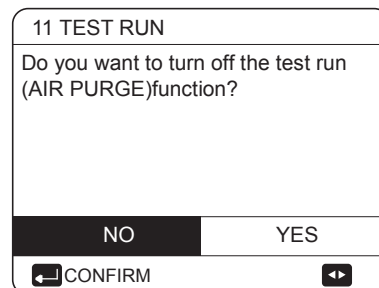 11 TEST RUN
Do you want to turn off the test run
(AIR PURGE)function?
NO YES
CONFIRM